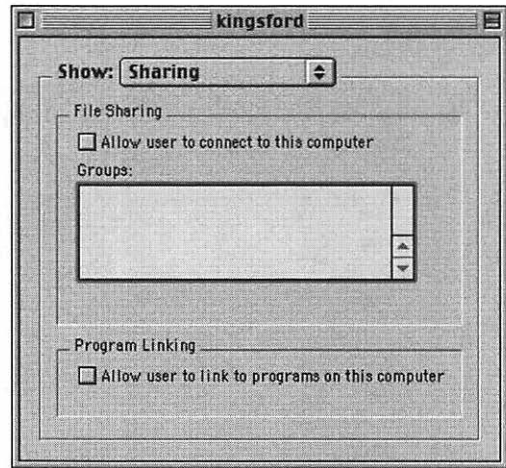 kingsford
Show: Sharing
File Sharing
Allow user to connect to this computer
Groups:
Program Linking
Allow user to link to programs on this computer